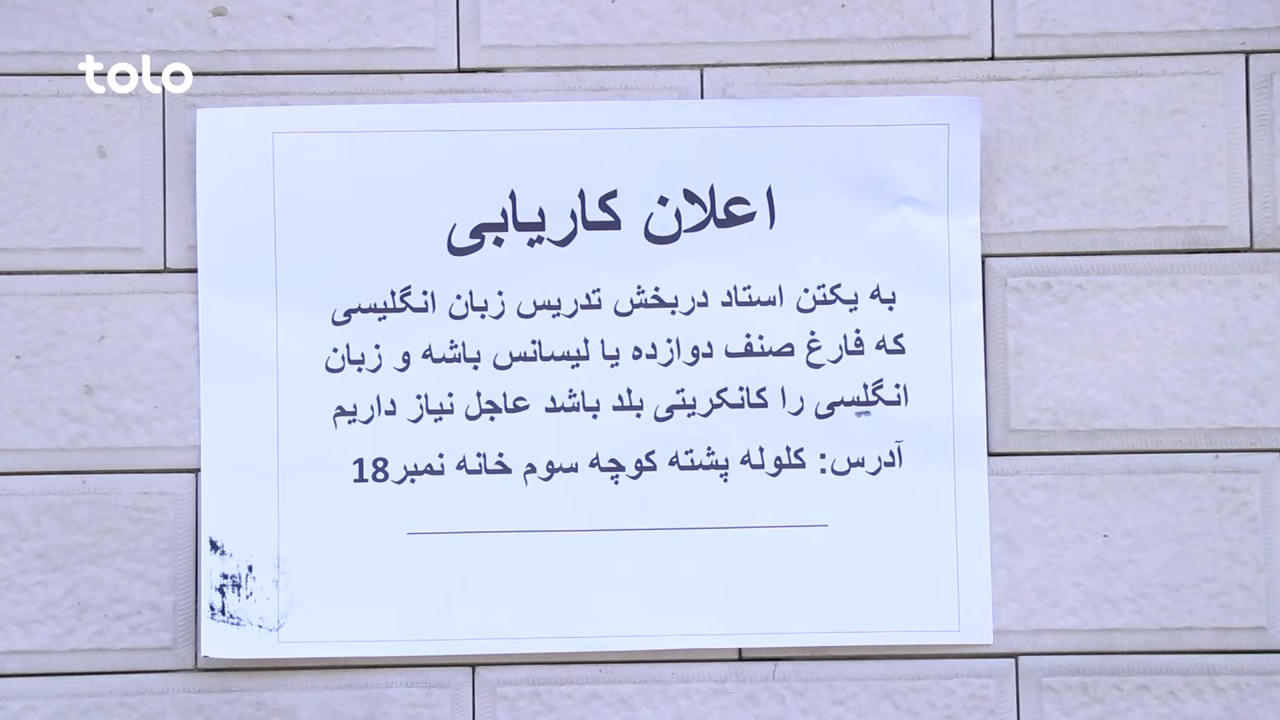 tolo
اعلان کاریابی
به یکتن استاد دربخش تدریس زبان انگلیسی
که فارغ صنف دوازده یا لیسانس باشه و زبان
انگلسی را کانکریتی بلد باشد عاجل نیاز داریم
آدرس: کلوله پشته کوچه سوم خانه نمبر18